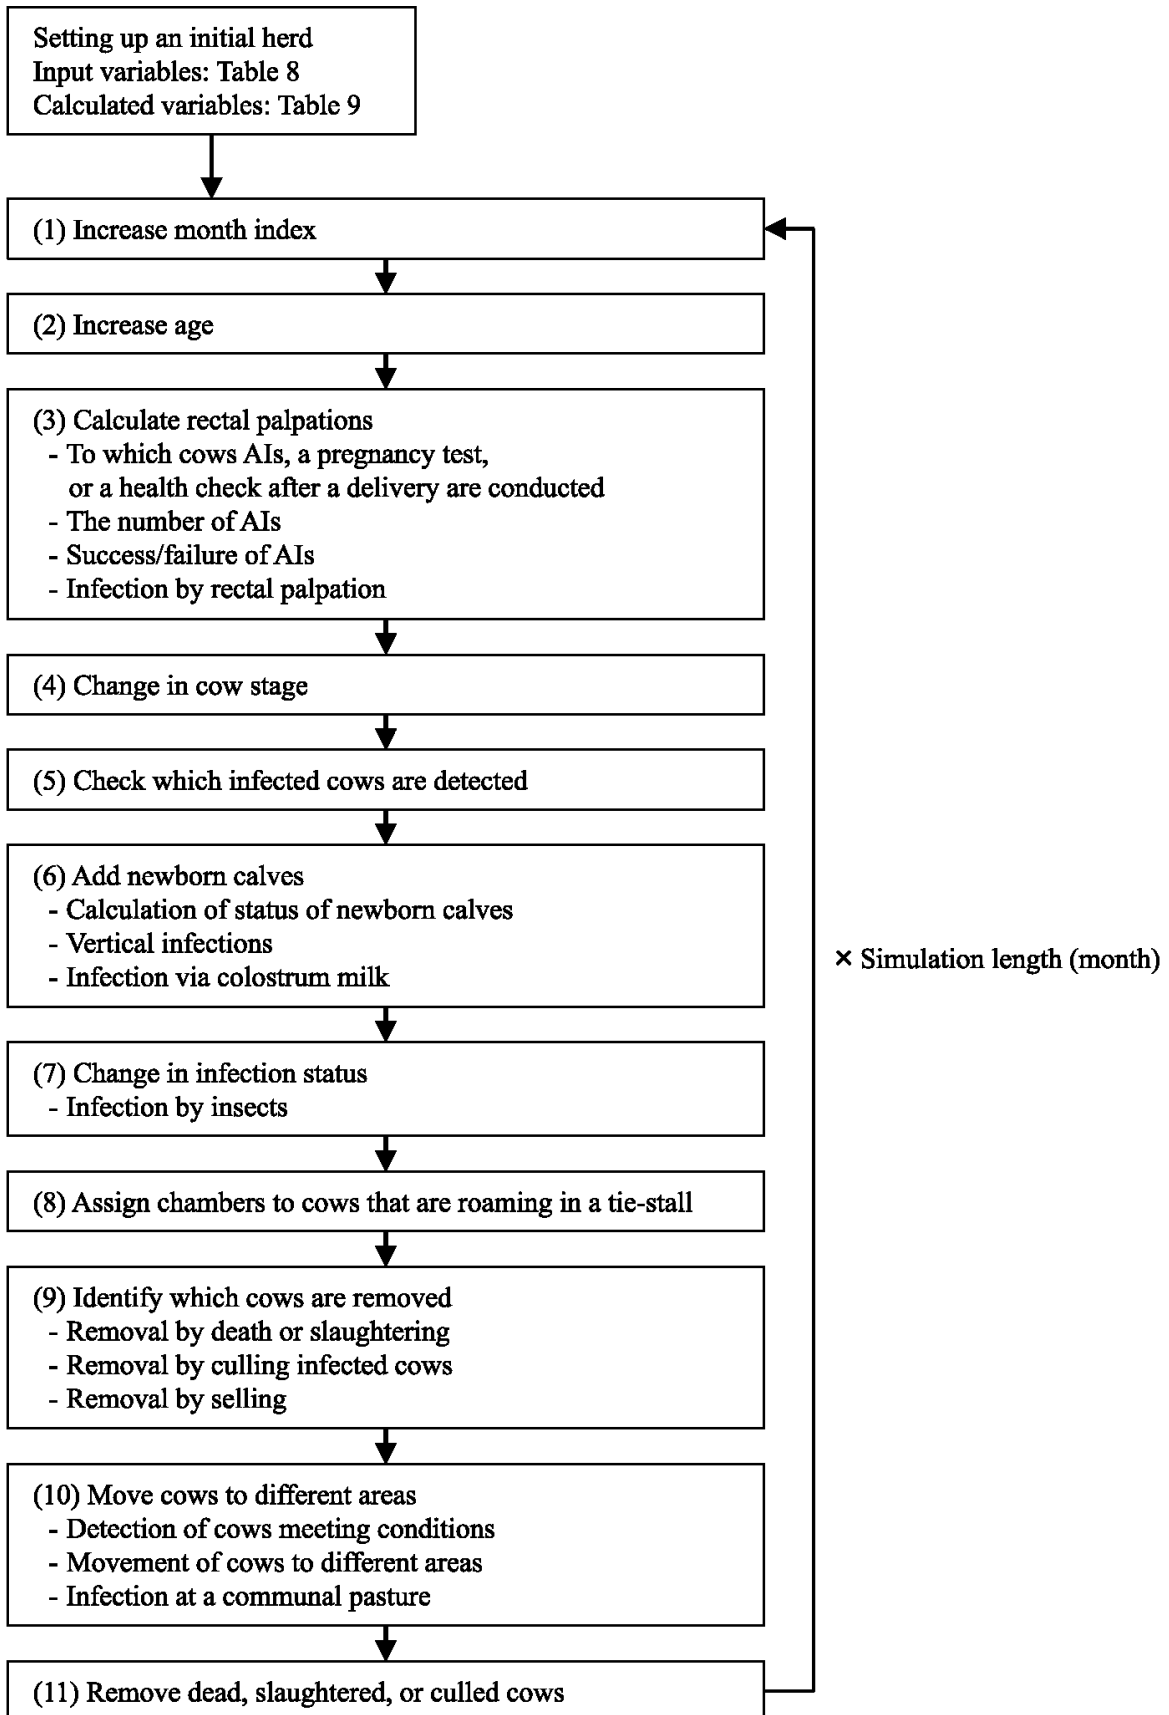 Setting up an initial herd
Input variables: Table 8
Calculated variables: Table 9
(1) Increase month index
(2) Increase age
(3) Calculate rectal palpations
- To which cows AIs, a pregnancy test,
or a health check after a delivery are conducted
- The number of AIs
- Success/failure of AIs
- Infection by rectal palpation
(4) Change in cow stage
(5) Check which infected cows are detected
(6) Add newborn calves
- Calculation of status of newborn calves
- Vertical infections
- Infection via colostrum milk
× Simulation length (month)
(7) Change in infection status
- Infection by insects
(8) Assign chambers to cows that are roaming in a tie-stall
(9) Identify which cows are removed
- Removal by death or slaughtering
- Removal by culling infected cows
- Removal by selling
(10) Move cows to different areas
- Detection of cows meeting conditions
- Movement of cows to different areas
- Infection at a communal pasture
(11) Remove dead, slaughtered, or culled cows